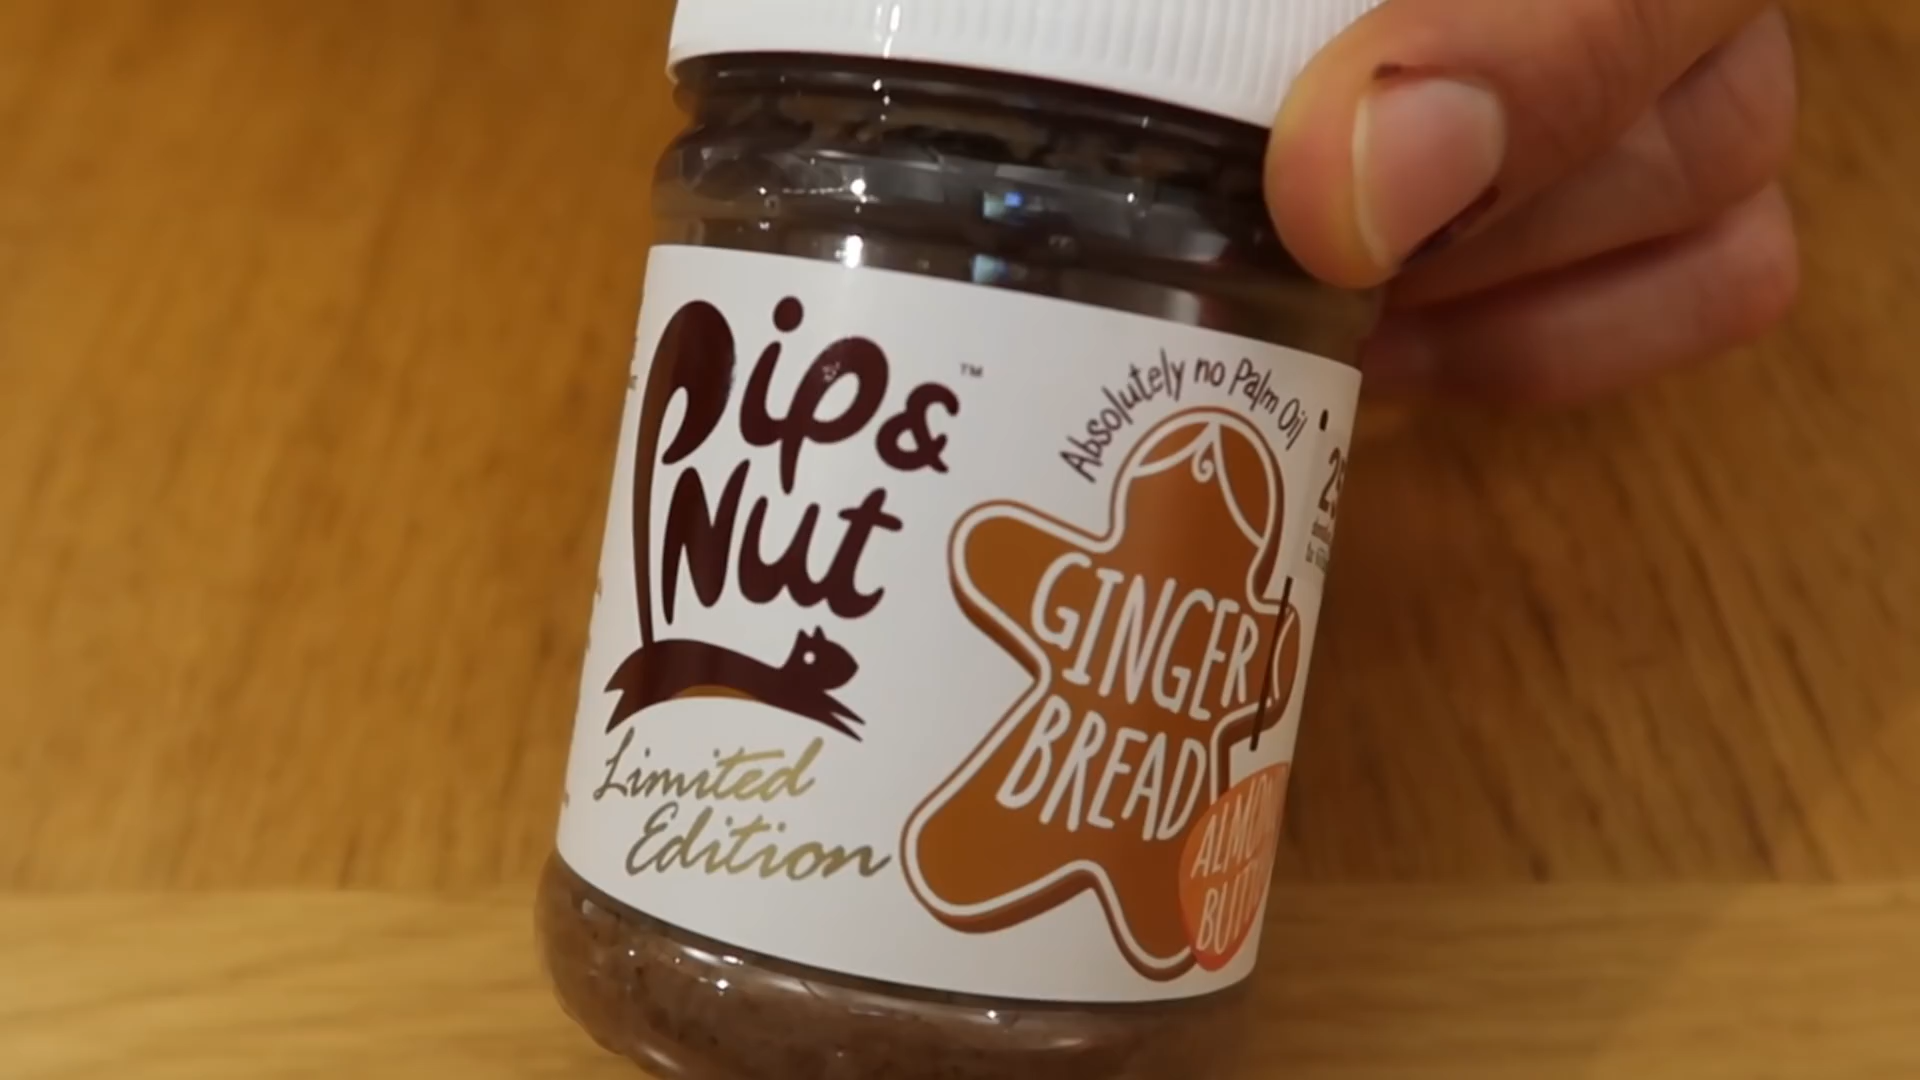 Pip &
Nut
TM
Limited
Edition
Absolutely no Palm Oil
GINGER
BREAD